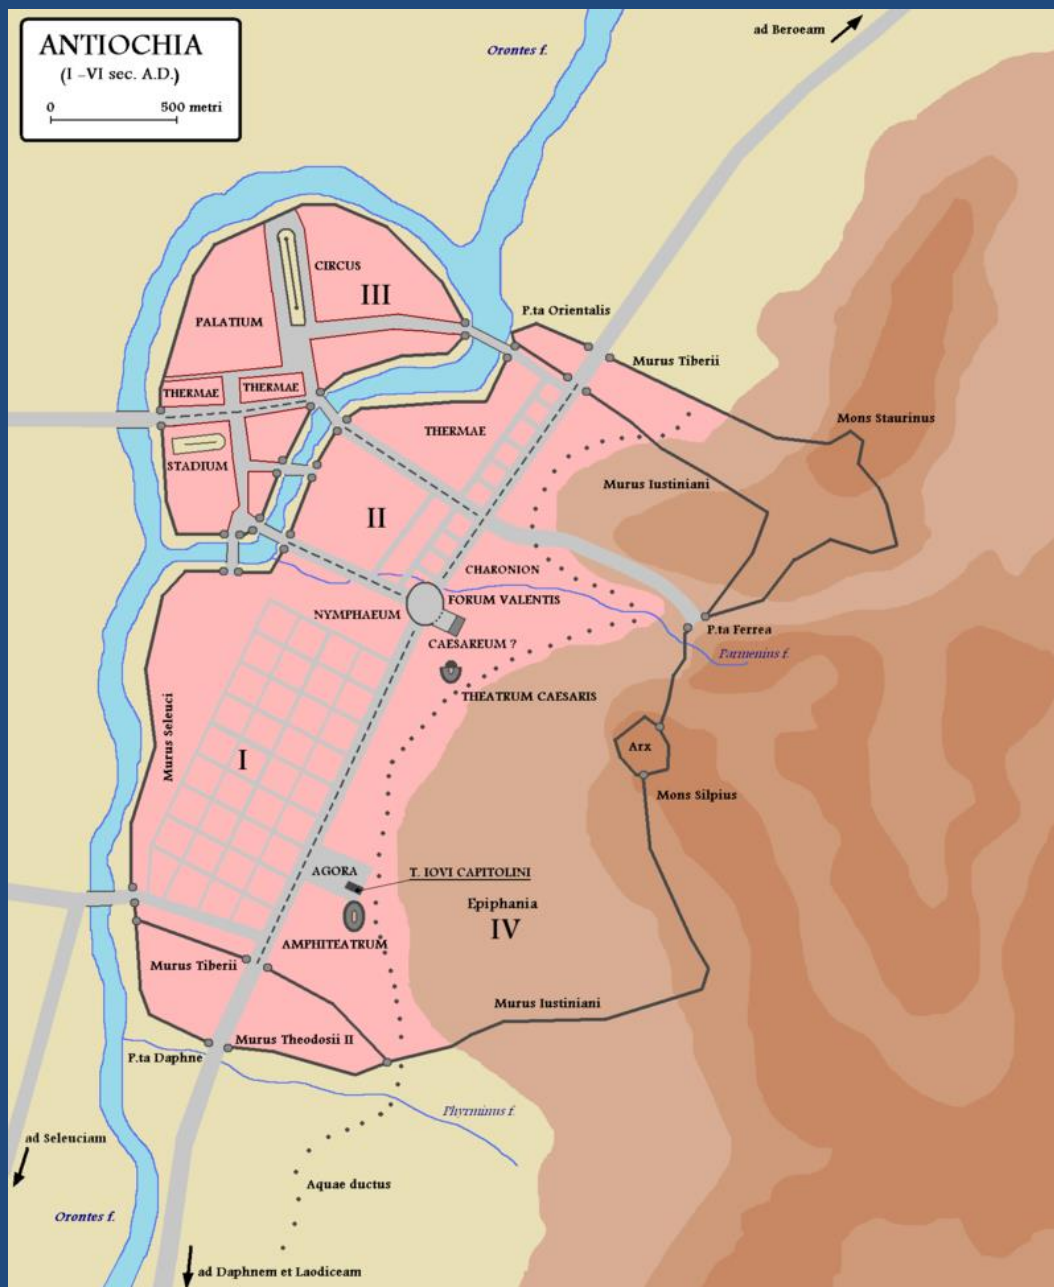 ANTIOCHIA
(I –VI sec. A.D.)
0 500 metri
Orontes f.
ad Beroeam
CIRCUS
III
PALATIUM
P.ta Orientalis
Murus Tiberii
THERMAE
THERMAE
Mons Staurinus
THERMAE
STADIUM
Murus Iustiniani
II
CHARONION
FORUM VALENTIS
NYMPHAEUM
P.ta Ferrea
CAESAREUM ?
Parmenius f.
THEATRUM CAESARIS
Murus Seleuci
I
Arx
Mons Silpius
AGORA
T. IOVI CAPITOLINI
Epiphania
IV
AMPHITEATRUM
Murus Tiberii
Murus Iustiniani
Murus Theodosii II
P.ta Daphne
Phyrminus f.
ad Seleuciam
Aquae ductus
Orontes f.
ad Daphnem et Laodiceam